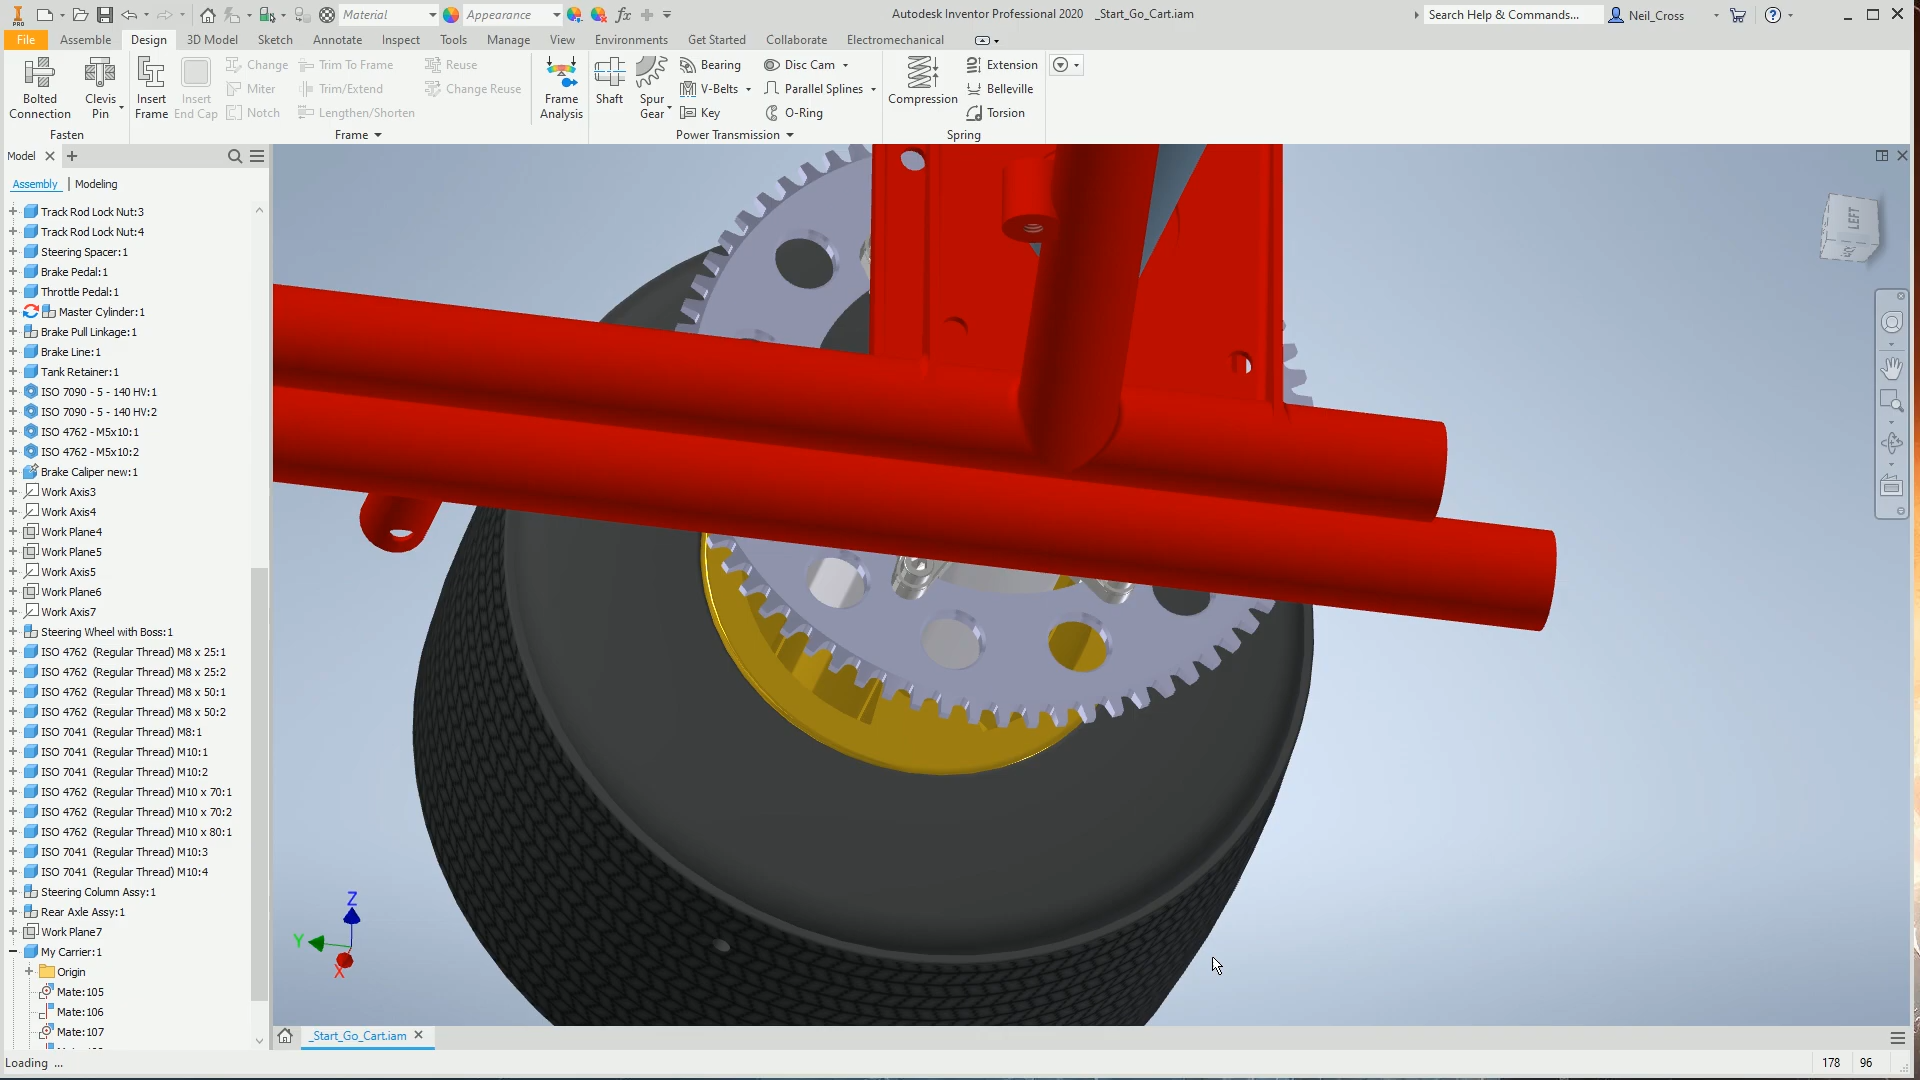 PRO Material Appearance fx Autodesk Inventor Professional 2020 _Start_Go_Cart.iam Search Help & Commands... Neil_Cross
File Assemble Design 3D Model Sketch Annotate Inspect Tools Manage View Environments Get Started Collaborate Electromechanical
Bolted Connection
Clevis Pin
Insert Frame
Insert End Cap
Change
Miter
Notch
Trim To Frame
Trim/Extend
Lengthen/Shorten
Reuse
Change Reuse
Frame Analysis
Shaft
Spur Gear
Bearing
V-Belts
Key
Disc Cam
Parallel Splines
O-Ring
Compression
Extension
Belleville
Torsion
Fasten Frame Power Transmission Spring
Model
Assembly | Modeling
Track Rod Lock Nut:3
Track Rod Lock Nut:4
Steering Spacer:1
Brake Pedal:1
Throttle Pedal:1
Master Cylinder:1
Brake Pull Linkage:1
Brake Line:1
Tank Retainer:1
ISO 7090 - 5 - 140 HV:1
ISO 7090 - 5 - 140 HV:2
ISO 4762 - M5x10:1
ISO 4762 - M5x10:2
Brake Caliper new:1
Work Axis3
Work Axis4
Work Plane4
Work Plane5
Work Axis5
Work Plane6
Work Axis7
Steering Wheel with Boss:1
ISO 4762 (Regular Thread) M8 x 25:1
ISO 4762 (Regular Thread) M8 x 25:2
ISO 4762 (Regular Thread) M8 x 50:1
ISO 4762 (Regular Thread) M8 x 50:2
ISO 7041 (Regular Thread) M8:1
ISO 7041 (Regular Thread) M10:1
ISO 7041 (Regular Thread) M10:2
ISO 4762 (Regular Thread) M10 x 70:1
ISO 4762 (Regular Thread) M10 x 70:2
ISO 4762 (Regular Thread) M10 x 80:1
ISO 7041 (Regular Thread) M10:3
ISO 7041 (Regular Thread) M10:4
Steering Column Assy:1
Rear Axle Assy:1
Work Plane7
My Carrier:1
Origin
Mate:105
Mate:106
Mate:107
LEFT
Z
Y
X
_Start_Go_Cart.iam
Loading ...
178 96